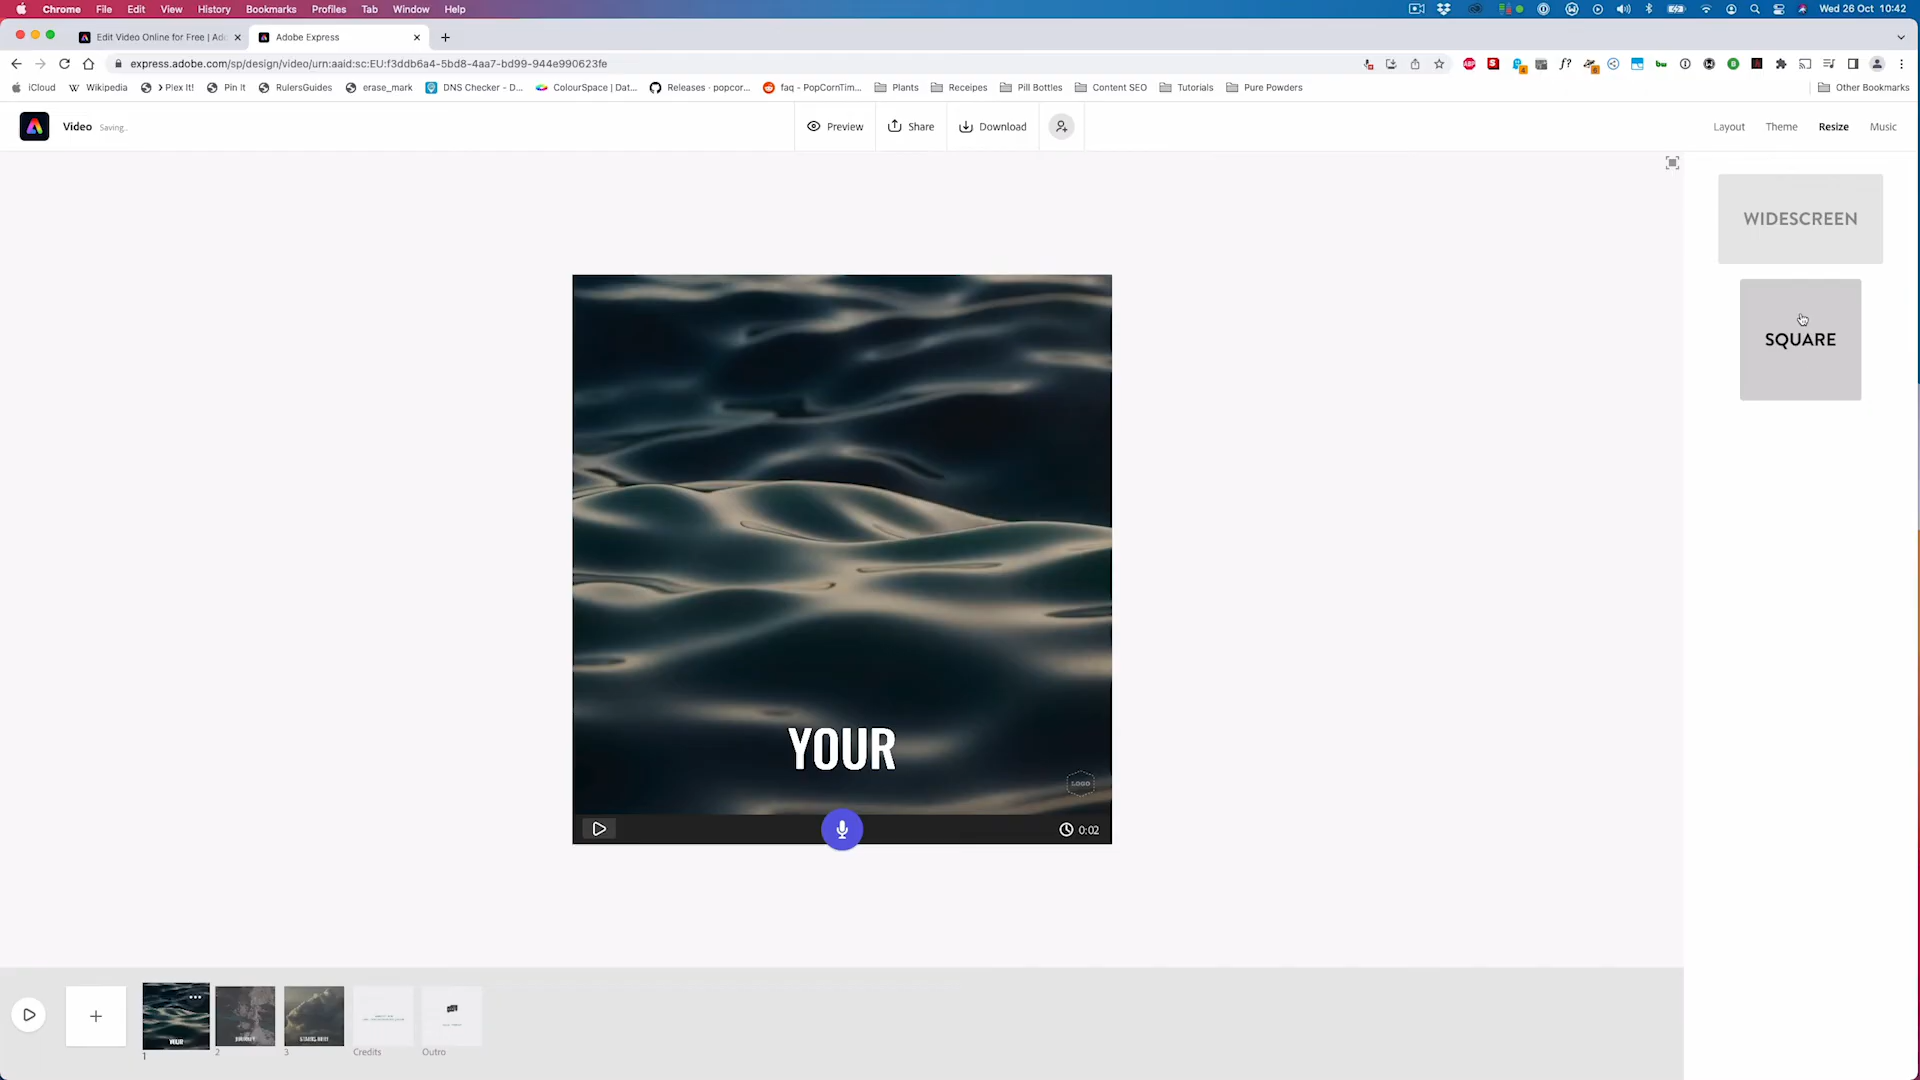 Chrome File Edit View History Bookmarks Profiles Tab Window Help Wed 26 Oct 10:42
Edit Video Online for Free | Ado Adobe Express
express.adobe.com/sp/design/video/urn:aaid:sc:EU:f3ddb6a4-5bd8-4aa7-bd99-944e990623fe
iCloud Wikipedia > Plex It! Pin It RulersGuides erase_mark DNS Checker - D... ColourSpace | Dat... Releases · popcor... faq - PopCornTim... Plants Receipes Pill Bottles Content SEO Tutorials Pure Powders Other Bookmarks
Video Saving.. Preview Share Download Layout Theme Resize Music
WIDESCREEN
SQUARE
YOUR
LOGO
0:02
YOUR
1 2 3 Credits Outro